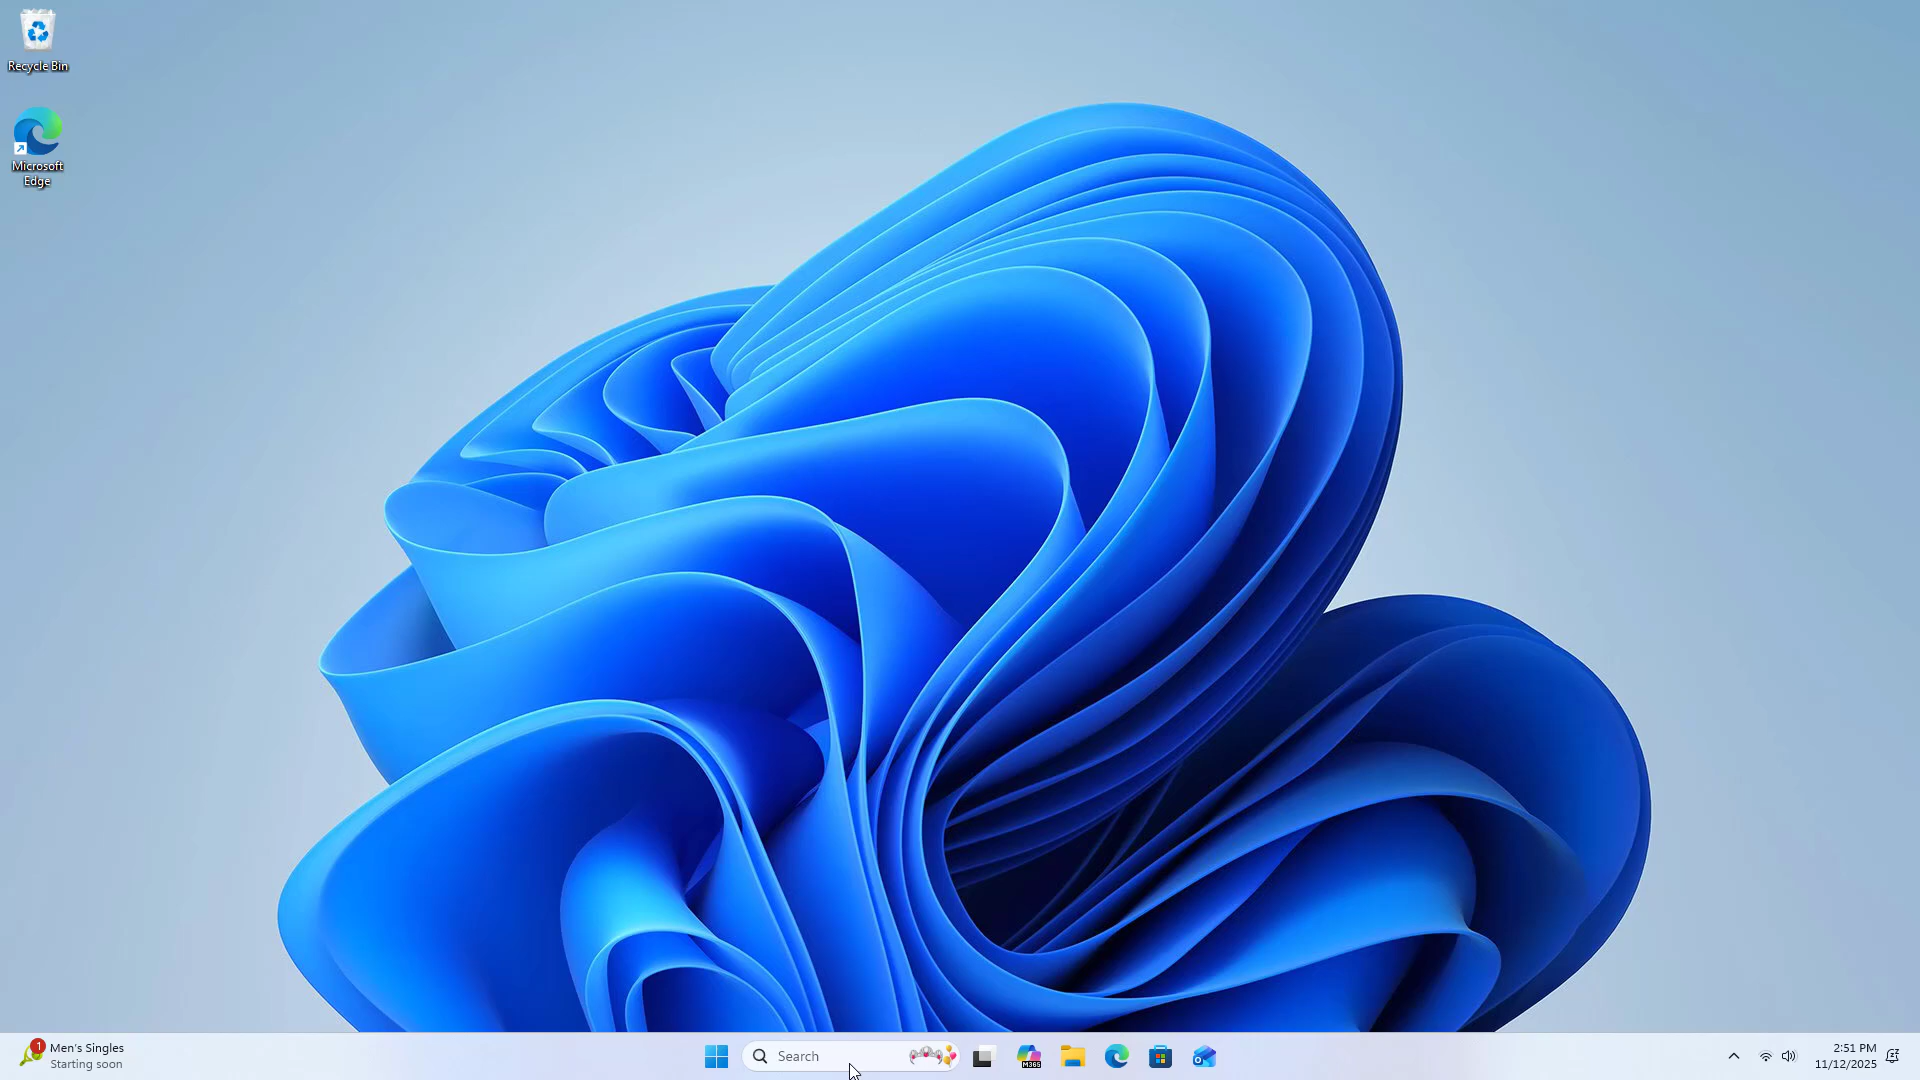 Recycle Bin
Microsoft
Edge
1
Men's Singles
Starting soon
Search
M365
2:51 PM
11/12/2025